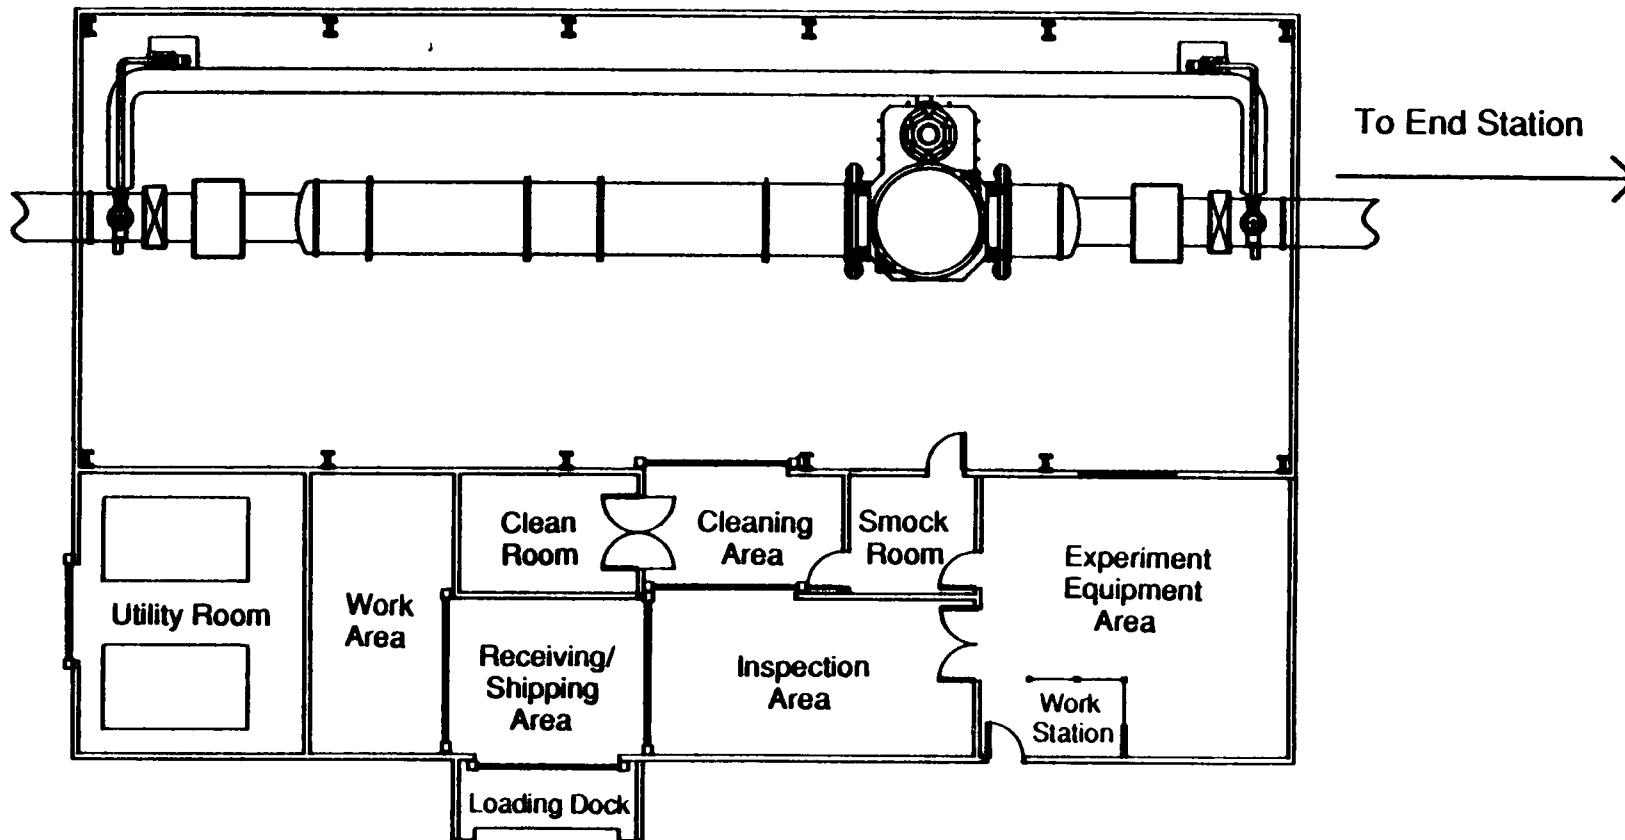 To End Station
Clean
Room
Cleaning
Area
Smock
Room
Experiment
Equipment
Area
Utility Room
Work
Area
Receiving/
Shipping
Area
Inspection
Area
Work
Station
Loading Dock